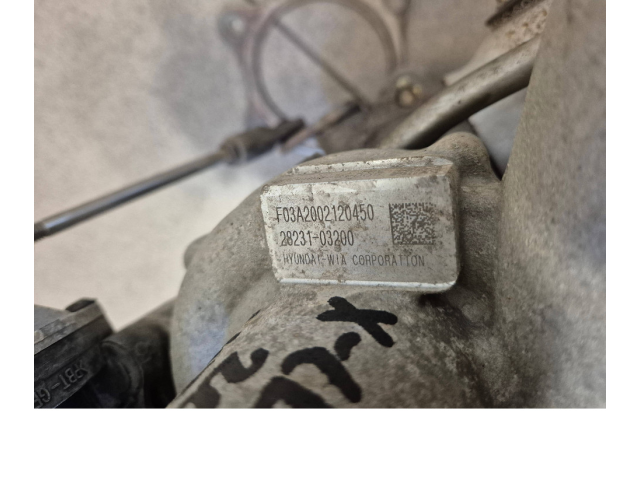 F03A2002120450
28231-03200
HYUNDAI WIA CORPORATION